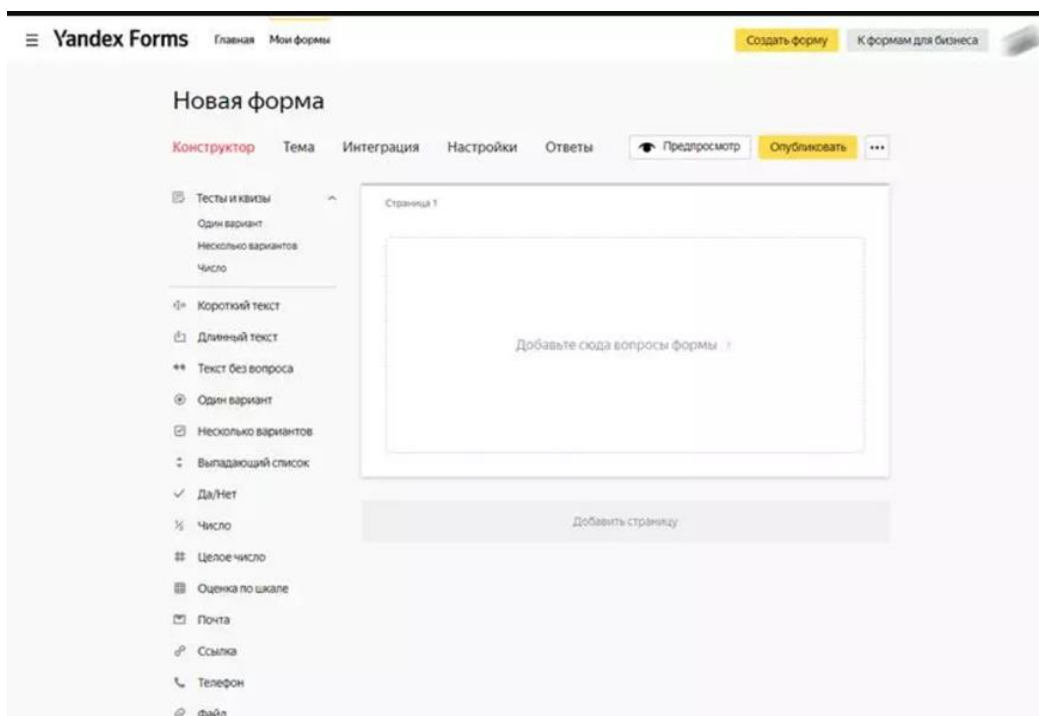 Yandex Forms Главная Мои формы Создать форму К формам для бизнеса
Новая форма
Конструктор Тема Интеграция Настройки Ответы Предпросмотр Опубликовать
Тесты и квизы
Один вариант
Несколько вариантов
Число
Короткий текст
Длинный текст
Текст без вопроса
Один вариант
Несколько вариантов
Выпадающий список
Да/Нет
Число
Целое число
Оценка по шкале
Почта
Ссылка
Телефон
Файл
Страница 1
Добавьте сюда вопросы формы
Добавить страницу